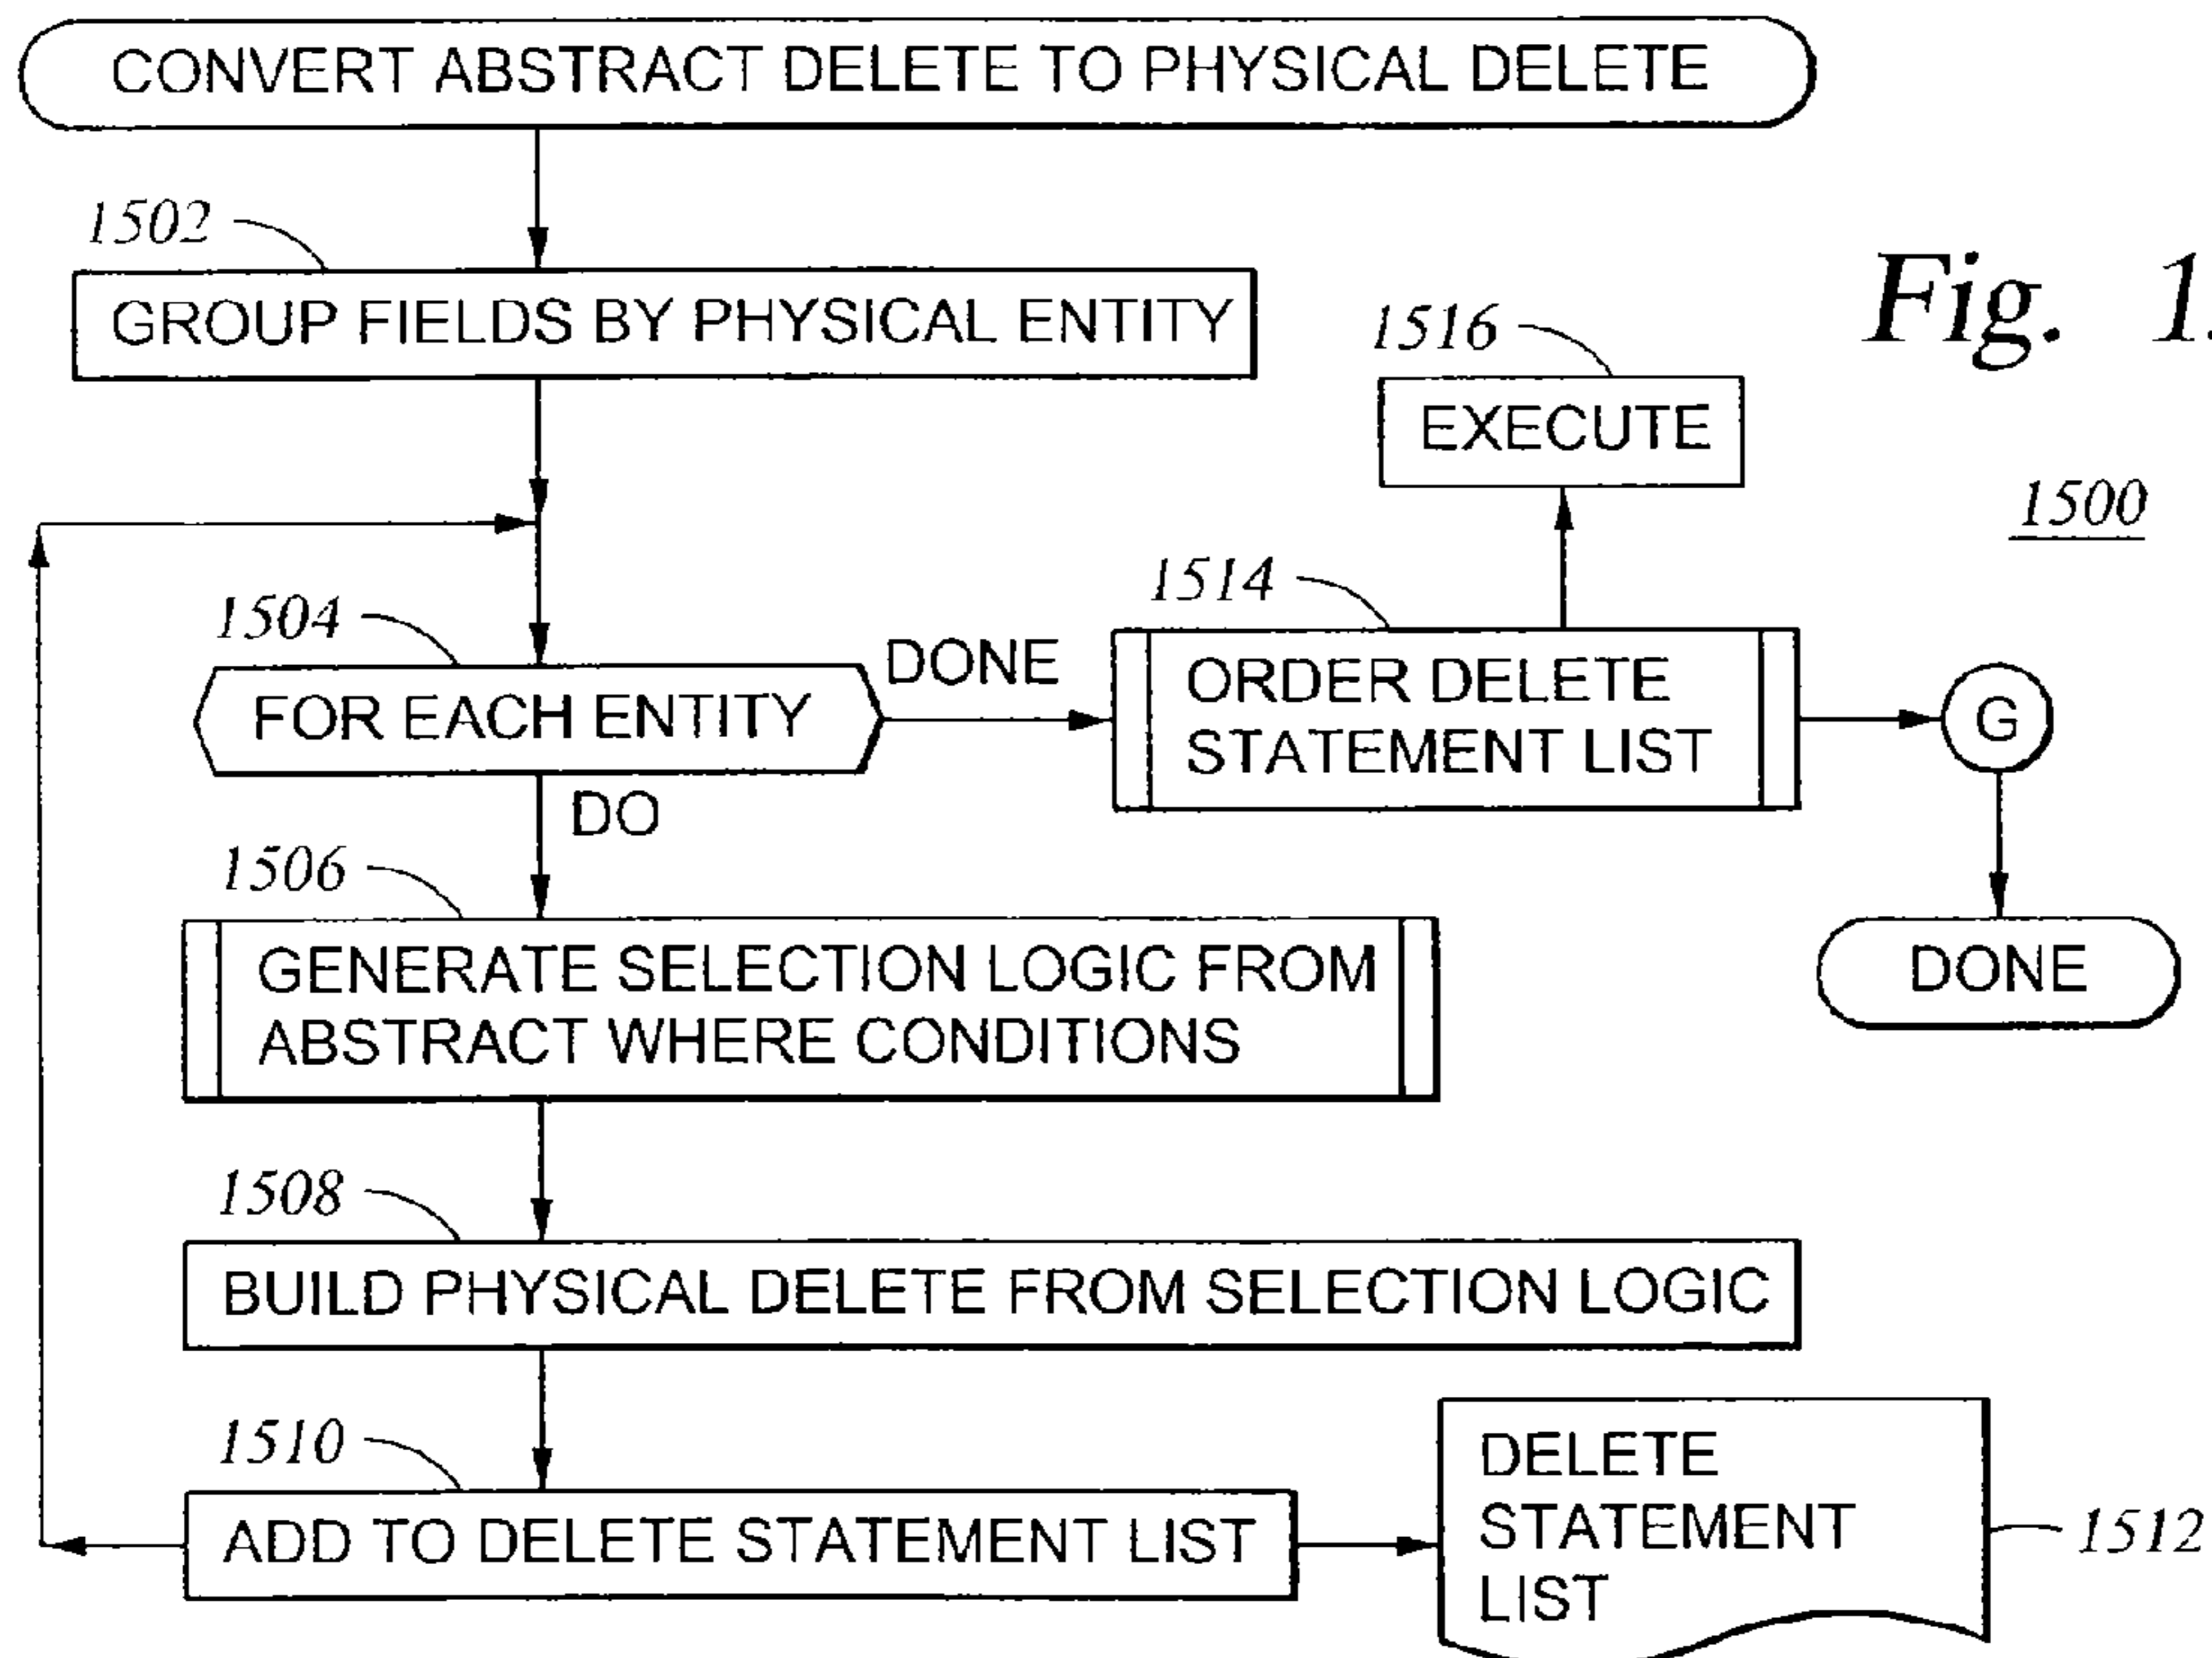 CONVERT ABSTRACT DELETE TO PHYSICAL DELETE
1502
GROUP FIELDS BY PHYSICAL ENTITY
1516
Fig. 1
EXECUTE
1500
1514
1504
DONE
ORDER DELETE
STATEMENT LIST
G
FOR EACH ENTITY
DO
1506
GENERATE SELECTION LOGIC FROM
ABSTRACT WHERE CONDITIONS
DONE
1508
BUILD PHYSICAL DELETE FROM SELECTION LOGIC
1510
ADD TO DELETE STATEMENT LIST
DELETE
STATEMENT
LIST
1512